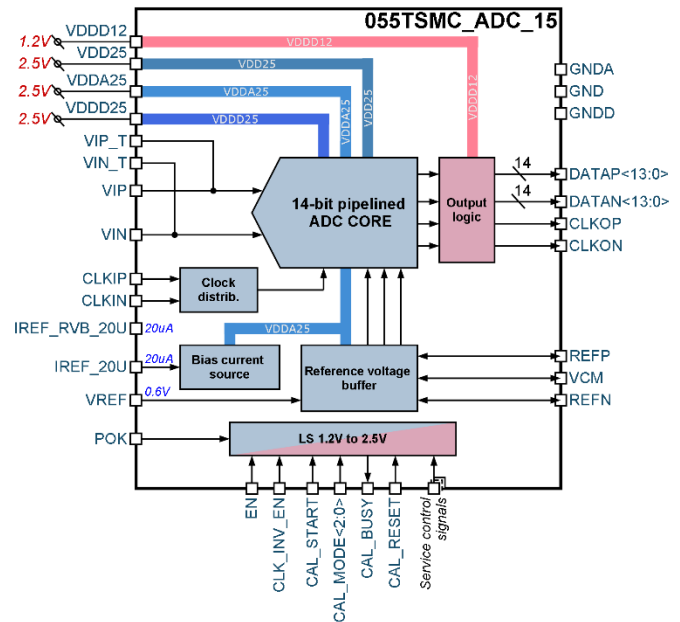 055TSMC_ADC_15
VDDD12
1.2V
VDD25
2.5V
VDDA25
2.5V
VDDD25
2.5V
VDDD12
VDD25
VDDA25
VDDD25
VDD25
VDDA25
GNDA
GND
GNDD
VIP_T
VIN_T
VIP
VIN
14-bit pipelined
ADC CORE
Output
logic
14
DATAP<13:0>
14
DATAN<13:0>
CLKOP
CLKON
CLKIP
CLKIN
Clock
distrib.
IREF_RVB_20U
20uA
VDDA25
IREF_20U
20uA
Bias current
source
Reference voltage
buffer
REFP
VCM
REFN
VREF
0.6V
POK
LS 1.2V to 2.5V
EN
CLK_INV_EN
CAL_START
CAL_MODE<2:0>
CAL_BUSY
CAL_RESET
Service control
signals